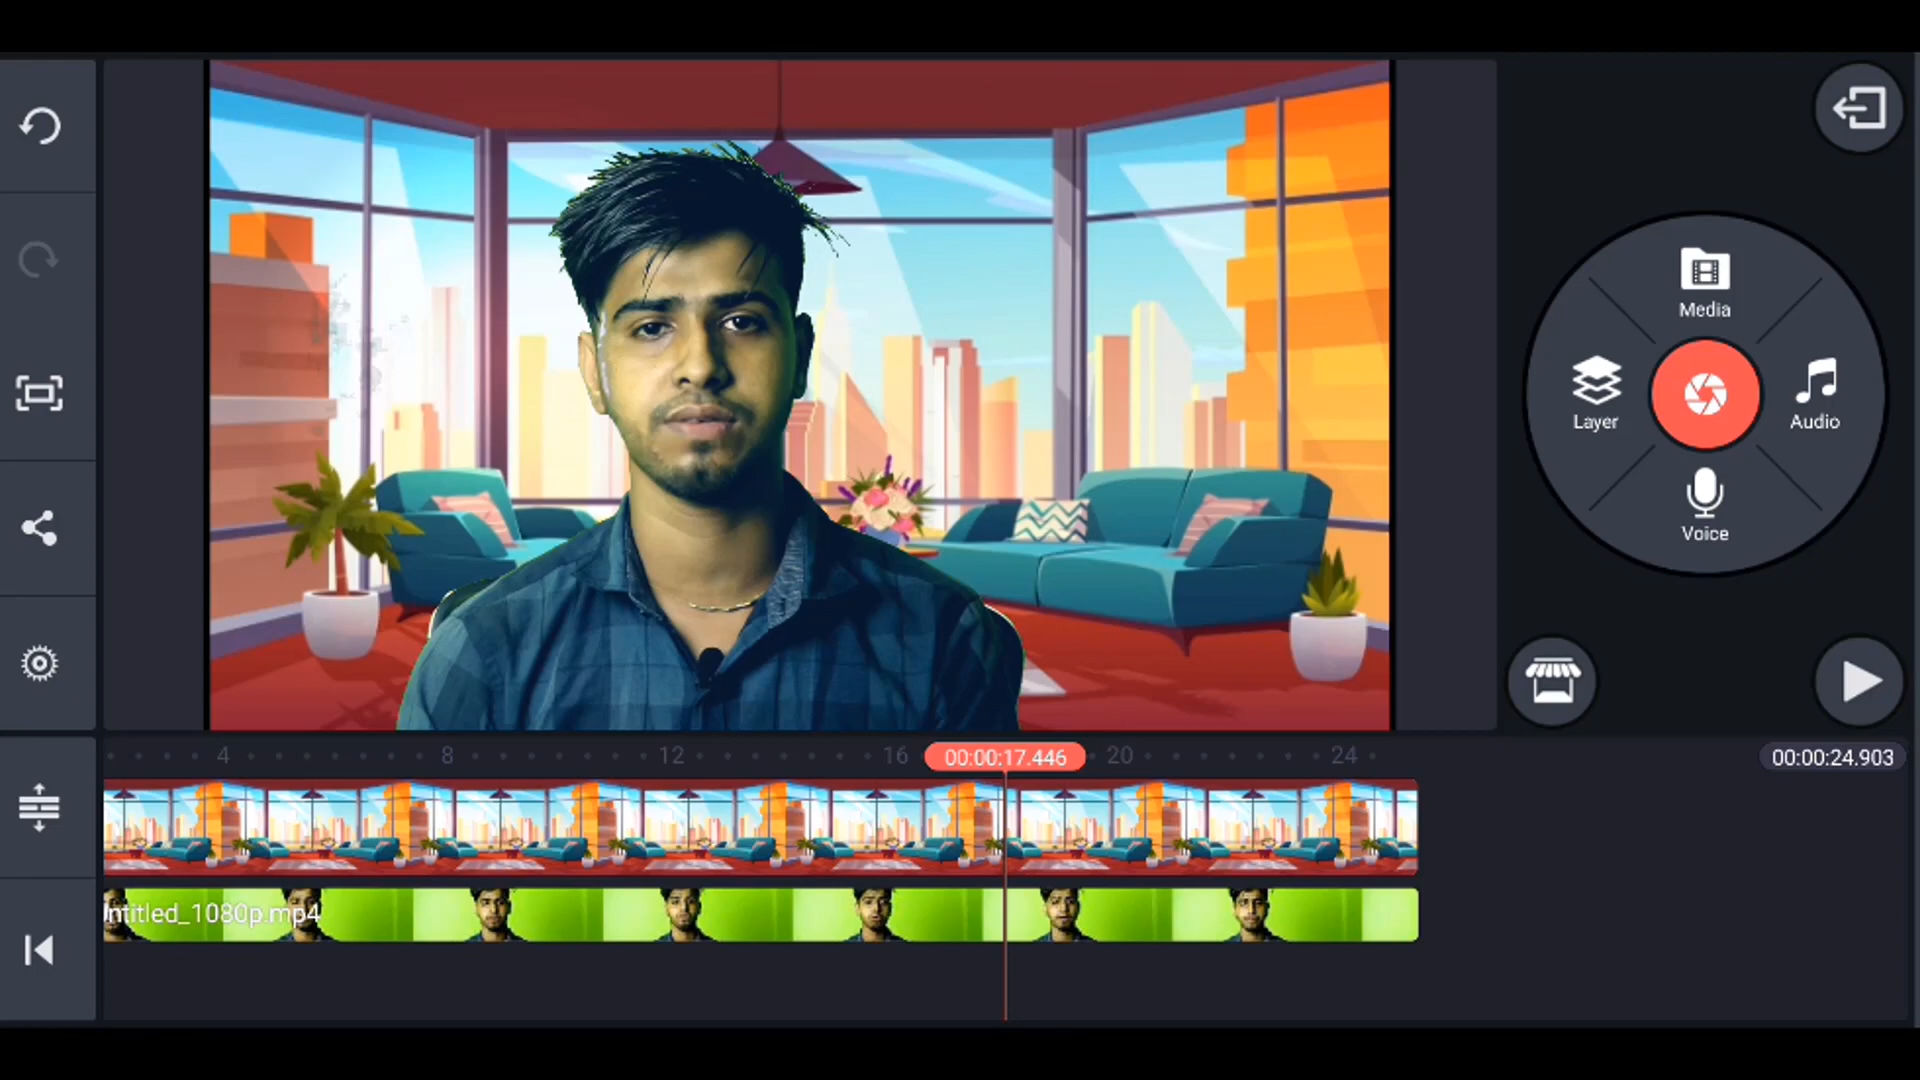 Media
Layer
Audio
Voice
4
8
12
16
00:00:17.446
20
24
00:00:24.903
ntitled_1080p.mp4